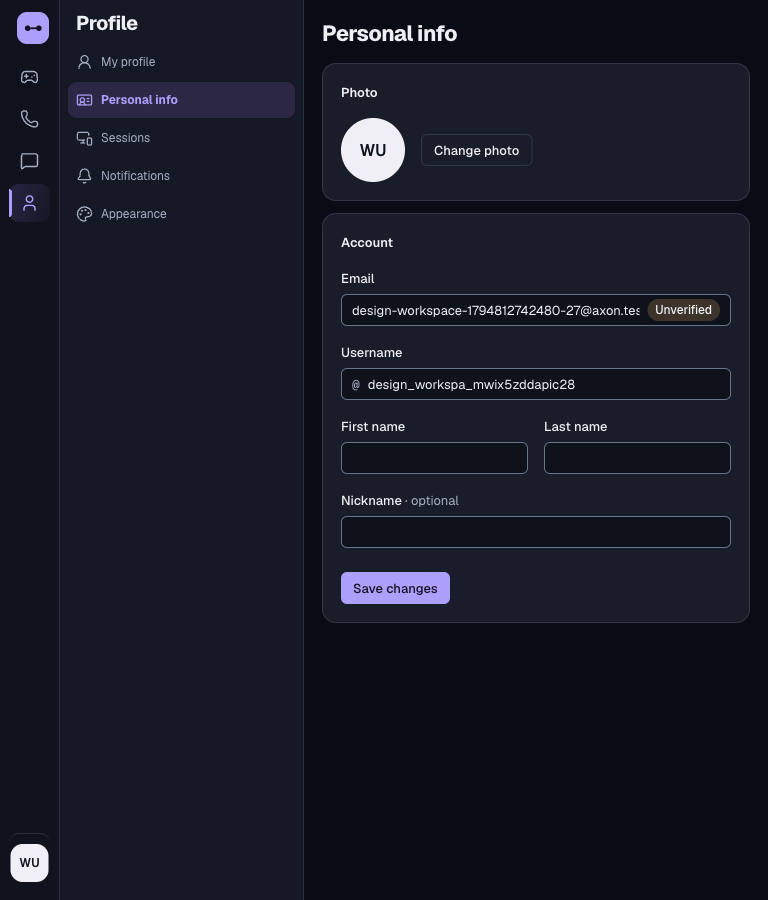 Profile
My profile
Personal info
Sessions
Notifications
Appearance
WU
Personal info
Photo
WU
Change photo
Account
Email
design-workspace-1794812742480-27@axon.tes
Unverified
Username
@ design_workspa_mwix5zddapic28
First name
Last name
Nickname · optional
Save changes